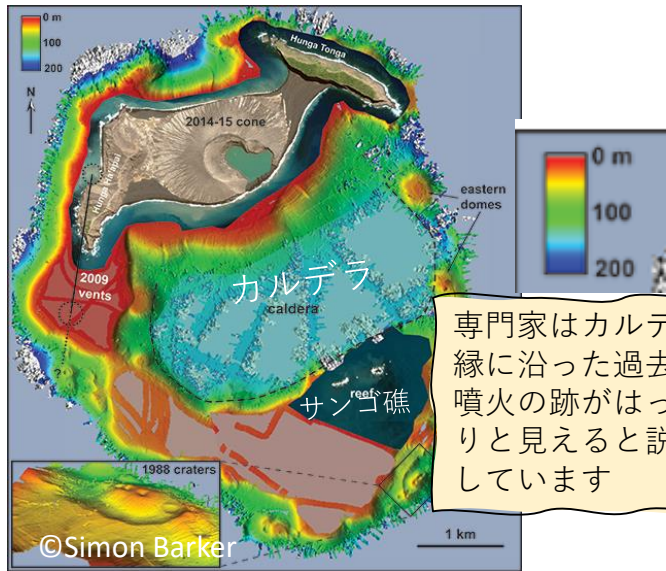 0 m
100
200
N
Hunga Tonga
2014-15 cone
Hunga Ha'apai
eastern
domes
0 m
100
200
2009
vents
カルデラ
caldera
?
reef
サンゴ礁
専門家はカルデ
縁に沿った過去
噴火の跡がはっ
りと見えると説
しています
1988 craters
©Simon Barker
1 km